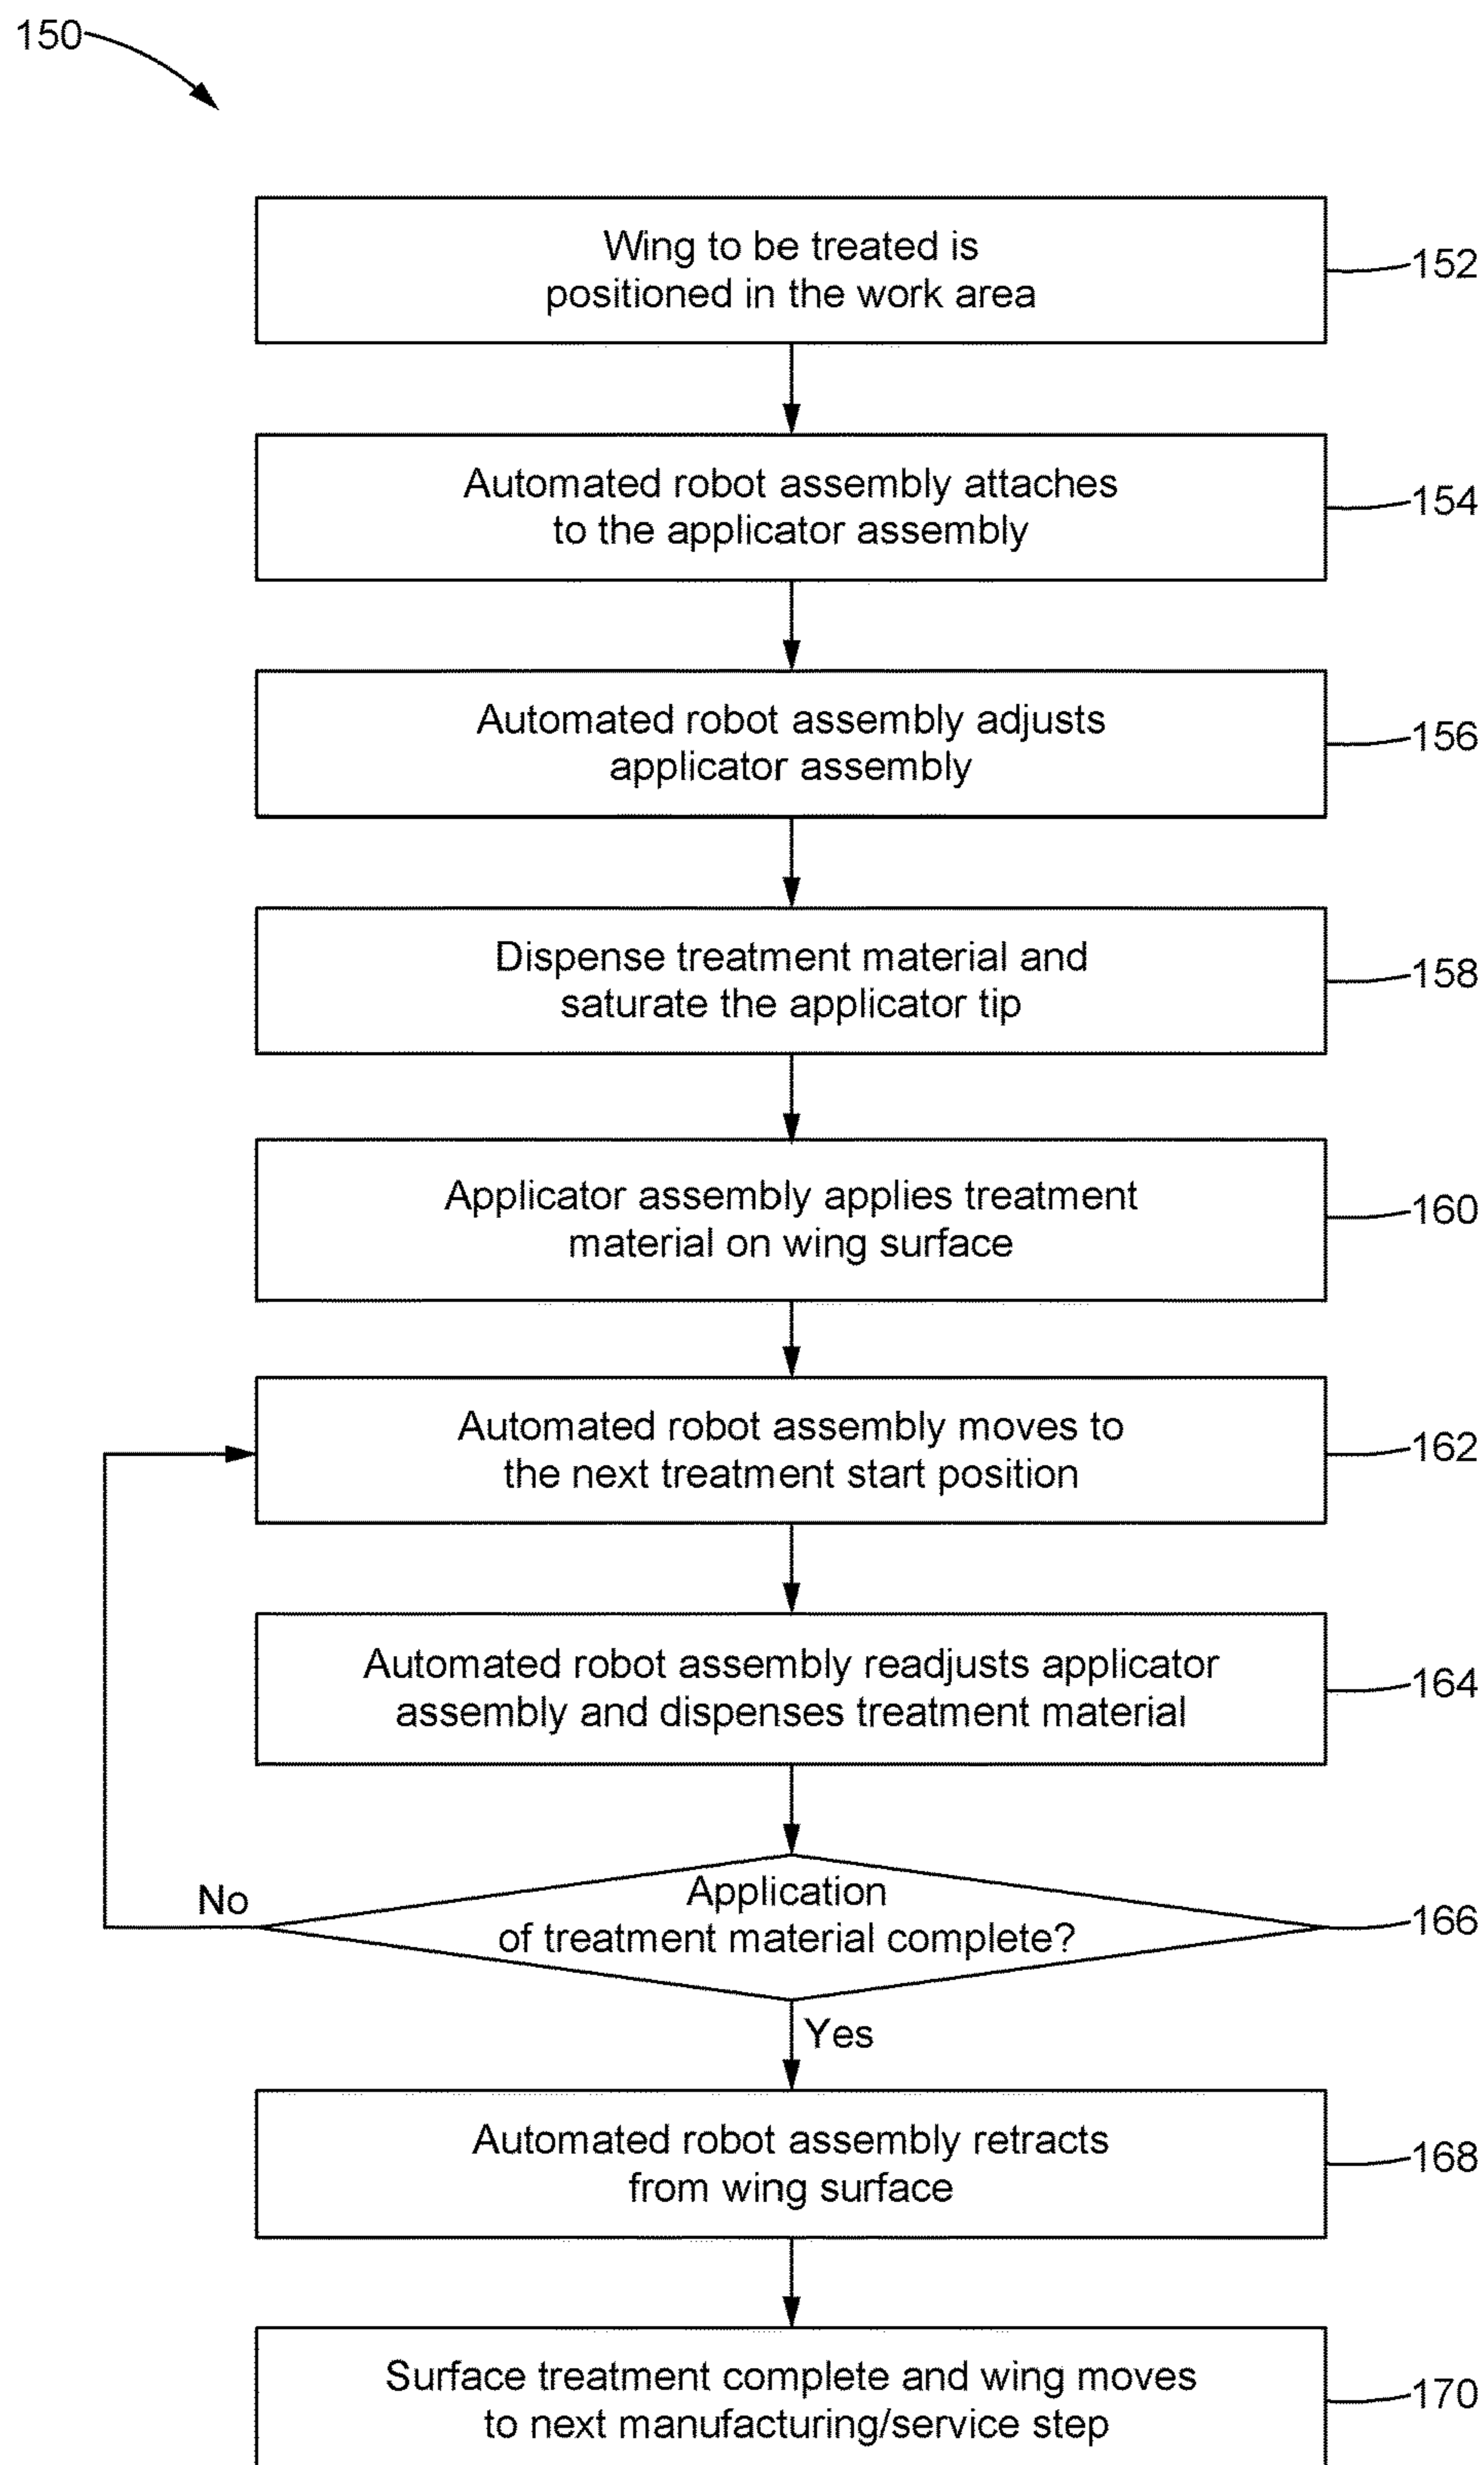 150
Wing to be treated is
positioned in the work area
152
Automated robot assembly attaches
to the applicator assembly
154
Automated robot assembly adjusts
applicator assembly
156
Dispense treatment material and
saturate the applicator tip
158
Applicator assembly applies treatment
material on wing surface
160
Automated robot assembly moves to
the next treatment start position
162
Automated robot assembly readjusts applicator
assembly and dispenses treatment material
164
Application
of treatment material complete?
166
No
Yes
Automated robot assembly retracts
from wing surface
168
Surface treatment complete and wing moves
to next manufacturing/service step
170